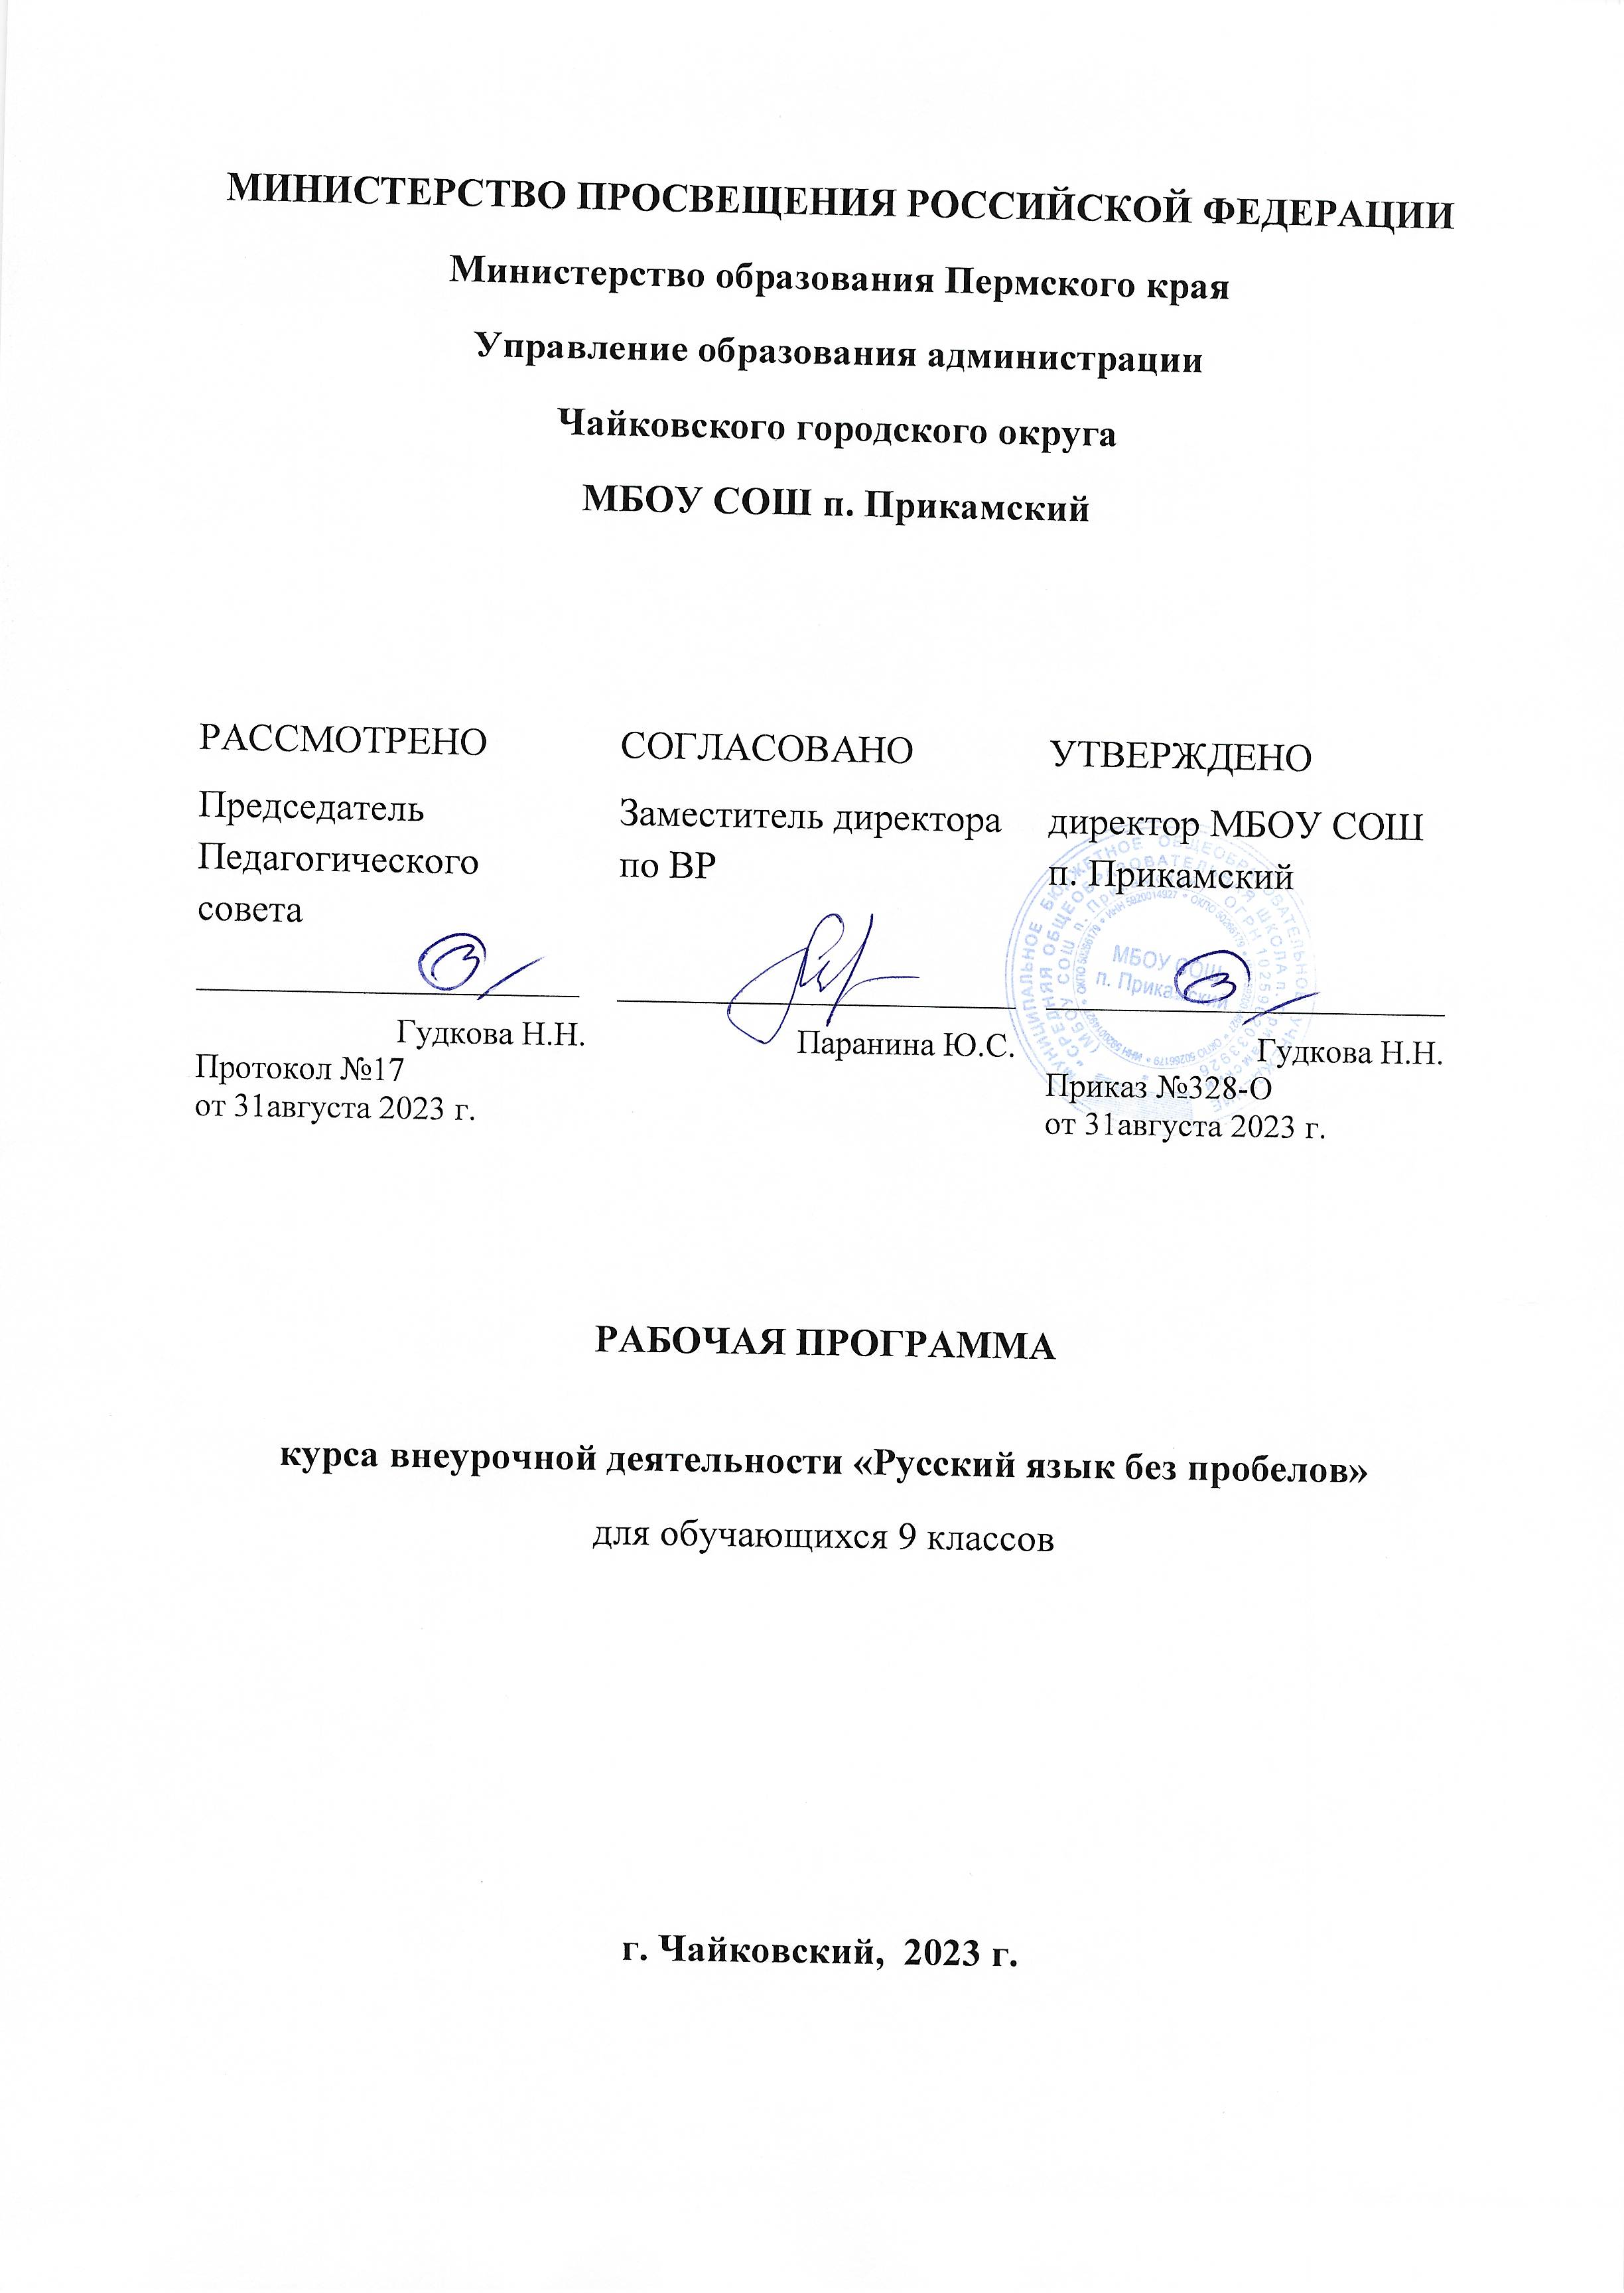 МИНИСТЕРСТВО ПРОСВЕЩЕНИЯ РОССИЙСКОЙ ФЕДЕРАЦИИ
Министерство образования Пермского края
Управление образования администрации
Чайковского городского округа
МБОУ СОШ п. Прикамский
РАССМОТРЕНО
Председатель
Педагогического
совета
Гудкова Н.Н.
Протокол №17
от 31августа 2023 г.
СОГЛАСОВАНО
Заместитель директора
по ВР
Паранина Ю.С.
УТВЕРЖДЕНО
директор МБОУ СОШ
п. Прикамский
МБОУ СОШ
п. Прикамский
Гудкова Н.Н.
Приказ №328-О
от 31августа 2023 г.
РАБОЧАЯ ПРОГРАММА
курса внеурочной деятельности «Русский язык без пробелов»
для обучающихся 9 классов
г. Чайковский, 2023 г.